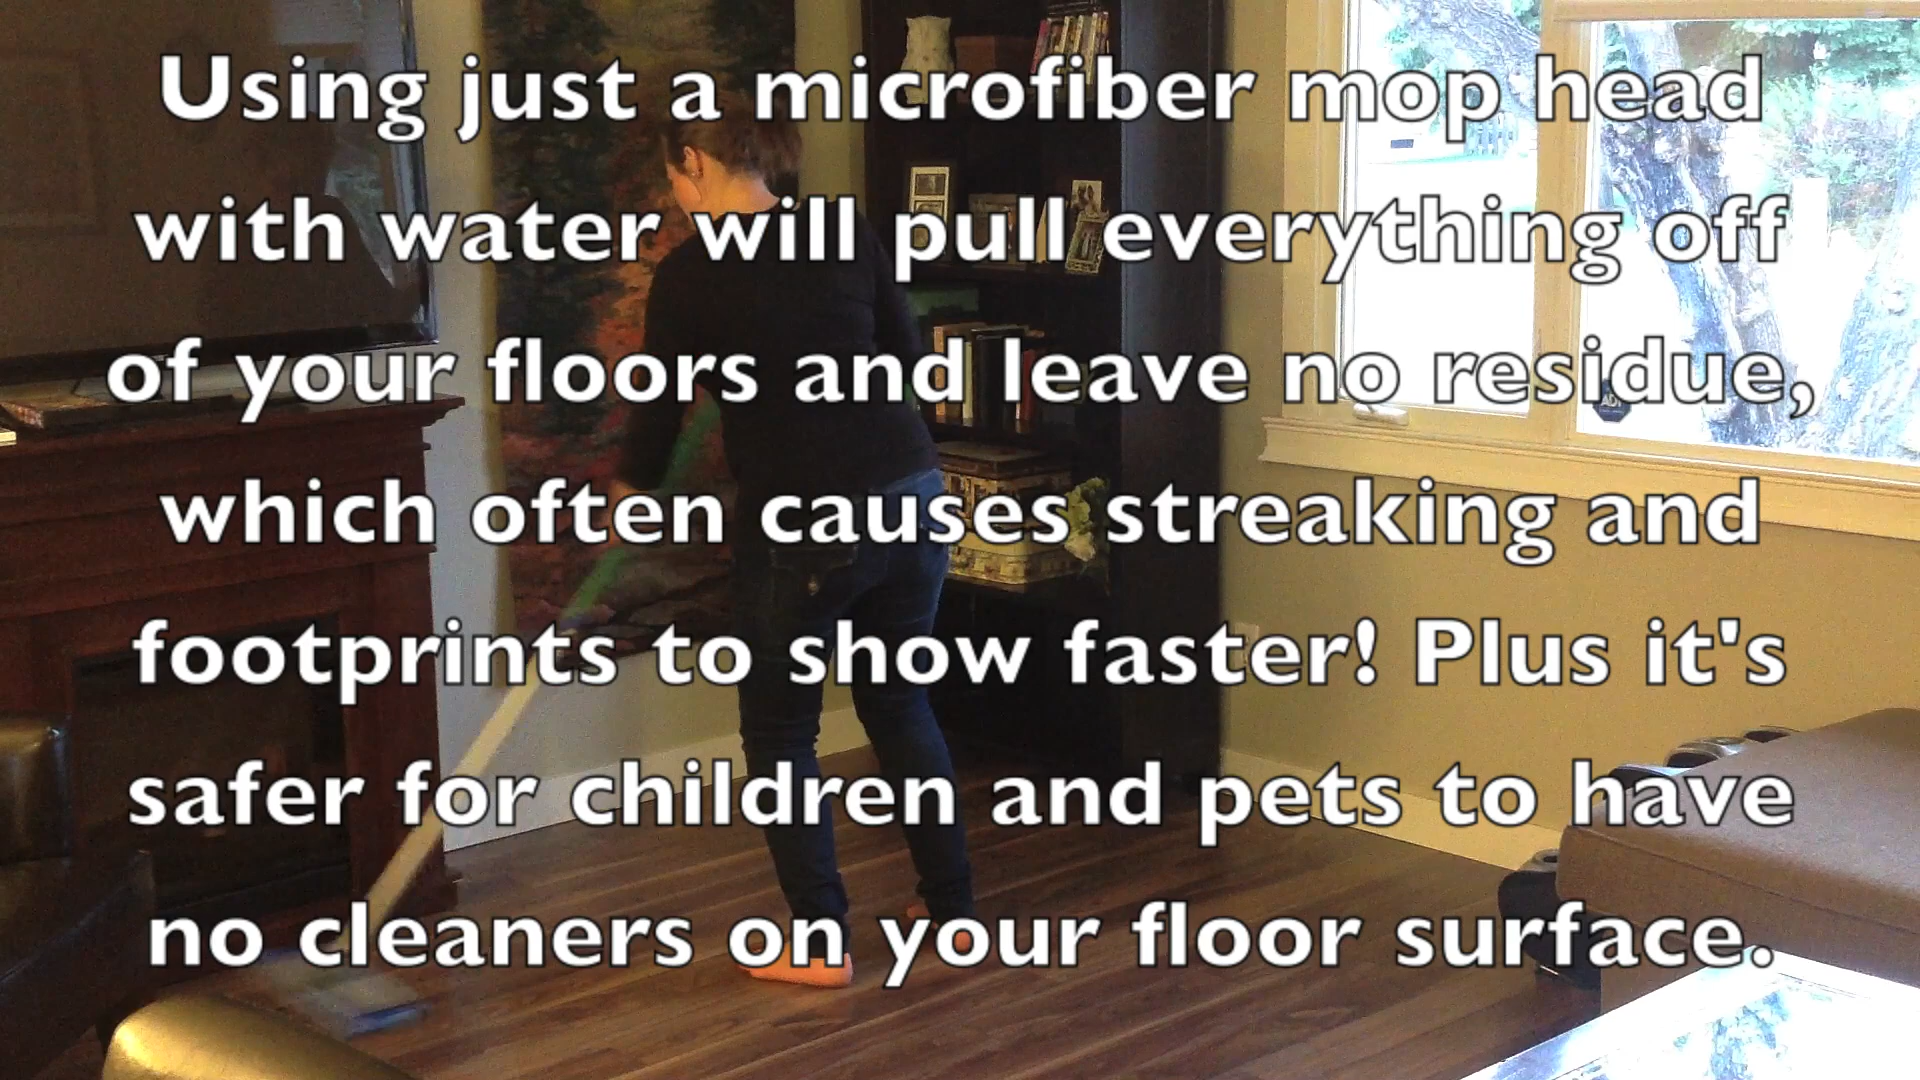 Using just a microfiber mop head
with water will pull everything off
of your floors and leave no residue,
which often causes streaking and
footprints to show faster! Plus it's
safer for children and pets to have
no cleaners on your floor surface.
ADT